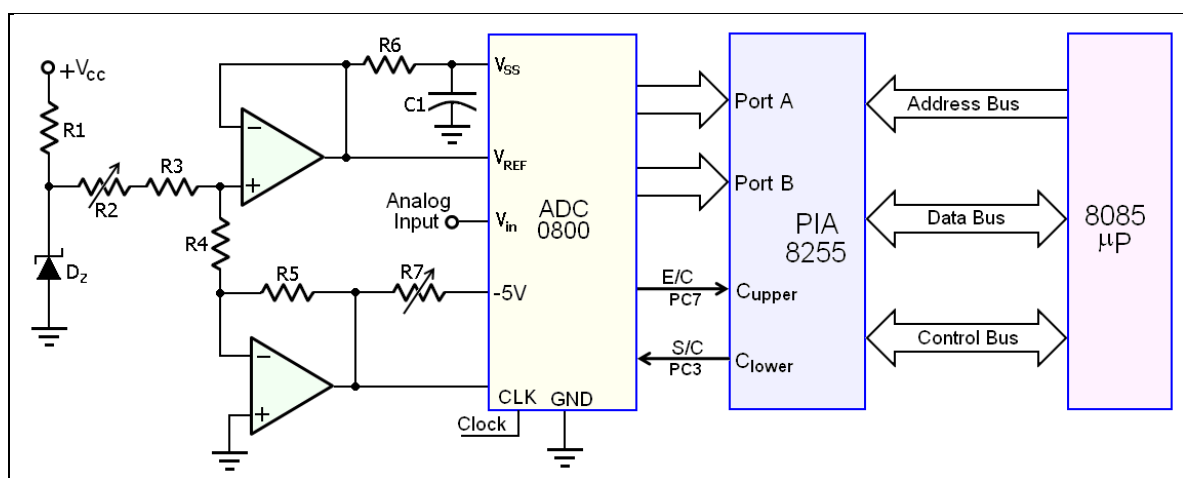 +Vcc
R1
R2
R3
R4
Dz
R5
R6
C1
R7
VSS
VREF
Analog
Input
Vin
-5V
CLK
GND
Clock
ADC
0800
E/C
PC7
S/C
PC3
Port A
Port B
PIA
8255
Cupper
Clower
Address Bus
Data Bus
Control Bus
8085
μP